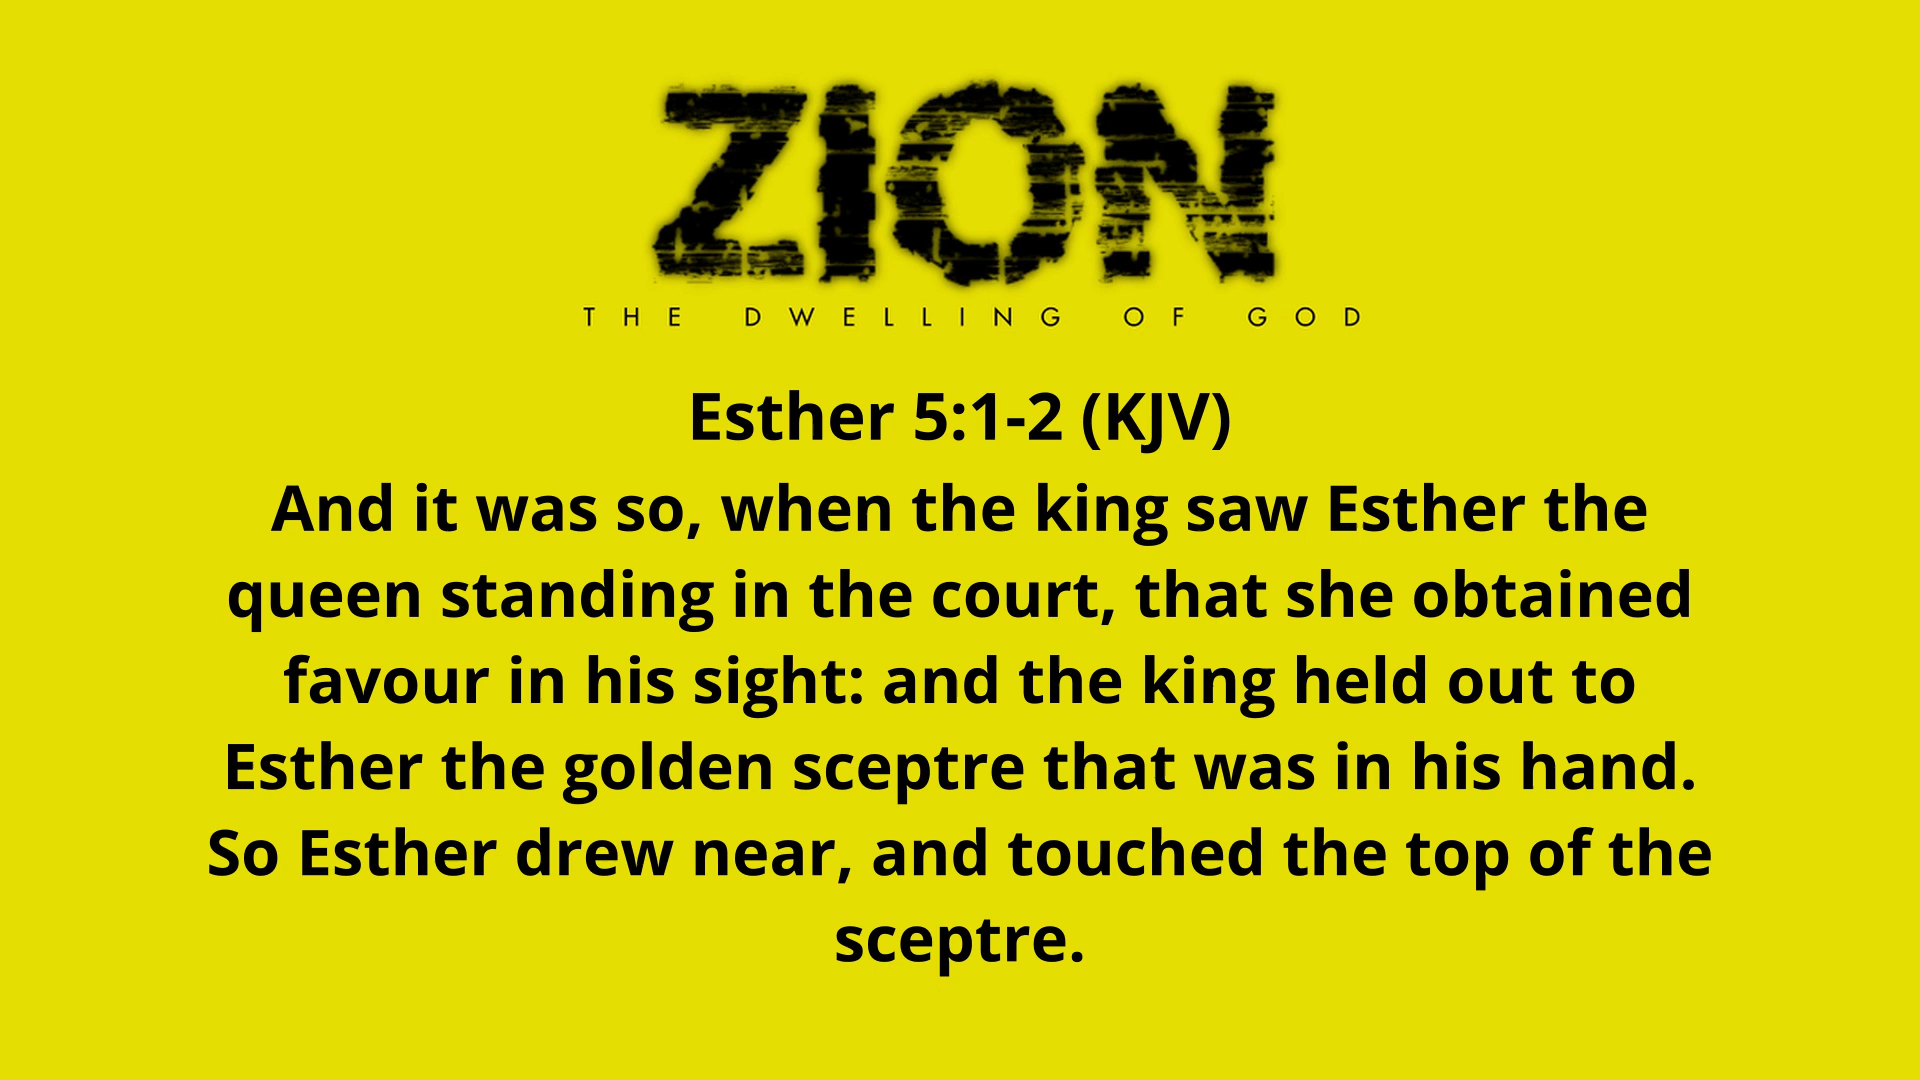 ZION
THE DWELLING OF GOD
Esther 5:1-2 (KJV)
And it was so, when the king saw Esther the
queen standing in the court, that she obtained
favour in his sight: and the king held out to
Esther the golden sceptre that was in his hand.
So Esther drew near, and touched the top of the
sceptre.